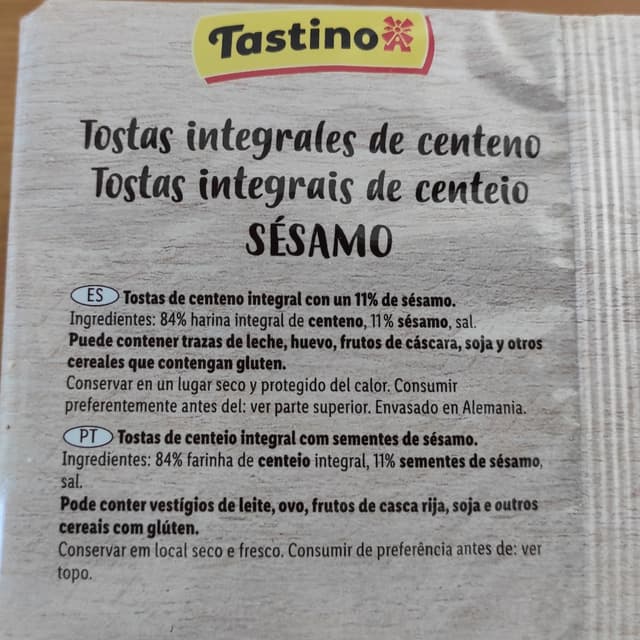 Tastino
Tostas integrales de centeno
Tostas integrais de centeio
SÉSAMO
ES Tostas de centeno integral con un 11% de sésamo.
Ingredientes: 84% harina integral de centeno, 11% sésamo, sal.
Puede contener trazas de leche, huevo, frutos de cáscara, soja y otros
cereales que contengan gluten.
Conservar en un lugar seco y protegido del calor. Consumir
preferentemente antes del: ver parte superior. Envasado en Alemania.
PT Tostas de centeio integral com sementes de sésamo.
Ingredientes: 84% farinha de centeio integral, 11% sementes de sésamo,
sal.
Pode conter vestígios de leite, ovo, frutos de casca rija, soja e outros
cereais com glúten.
Conservar em local seco e fresco. Consumir de preferência antes de: ver
topo.